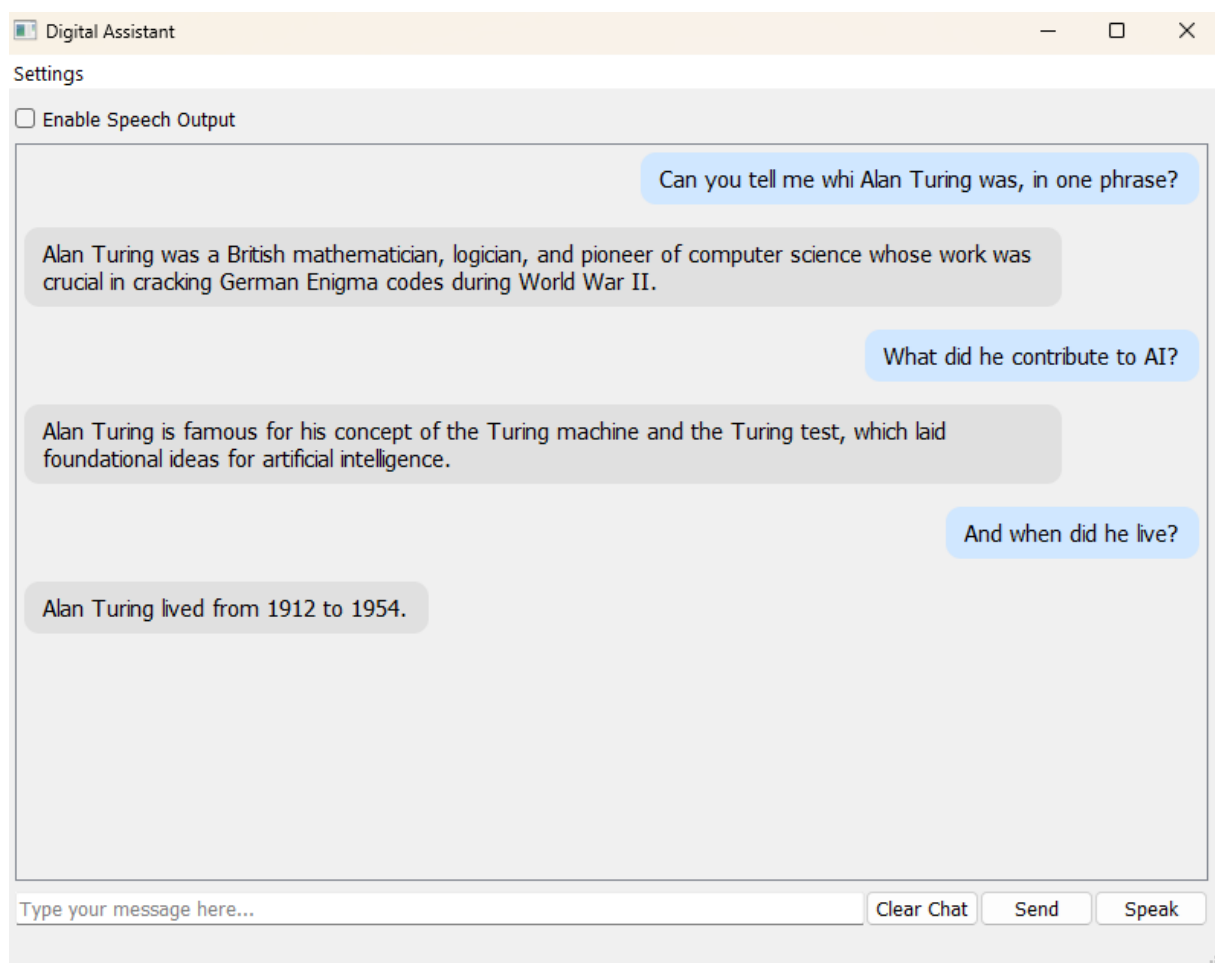 Digital Assistant
Settings
Enable Speech Output
Can you tell me whi Alan Turing was, in one phrase?
Alan Turing was a British mathematician, logician, and pioneer of computer science whose work was
crucial in cracking German Enigma codes during World War II.
What did he contribute to AI?
Alan Turing is famous for his concept of the Turing machine and the Turing test, which laid
foundational ideas for artificial intelligence.
And when did he live?
Alan Turing lived from 1912 to 1954.
Type your message here...
Clear Chat Send Speak